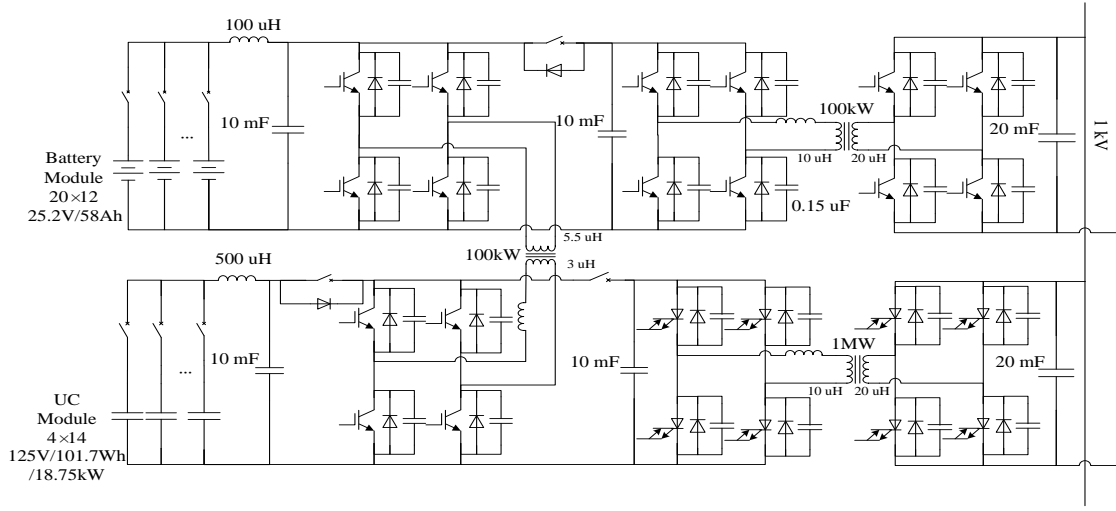 100 uH
...
10 mF
Battery
Module
20×12
25.2V/58Ah
10 mF
100kW
10 uH
20 uH
0.15 uF
20 mF
1 kV
5.5 uH
100kW
3 uH
500 uH
...
10 mF
UC
Module
4×14
125V/101.7Wh
/18.75kW
10 mF
1MW
10 uH
20 uH
20 mF